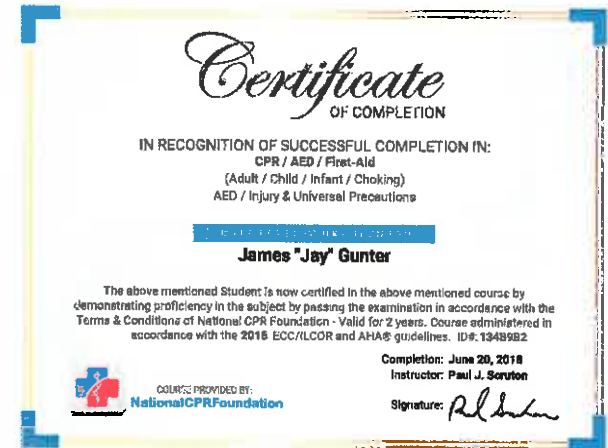 Certificate
OF COMPLETION
IN RECOGNITION OF SUCCESSFUL COMPLETION IN:
CPR / AED / First-Aid
(Adult / Child / Infant / Choking)
AED / Injury & Universal Precautions
James "Jay" Gunter
The above mentioned Student is now certified in the above mentioned course by
demonstrating proficiency in the subject by passing the examination in accordance with the
Terms & Conditions of National CPR Foundation - Valid for 2 years. Course administered in
accordance with the 2015 ECC/ILCOR and AHA® guidelines. ID#: 1348982
Completion: June 20, 2018
Instructor: Paul J. Scruton
COURSE PROVIDED BY:
NationalCPRFoundation
Signature: